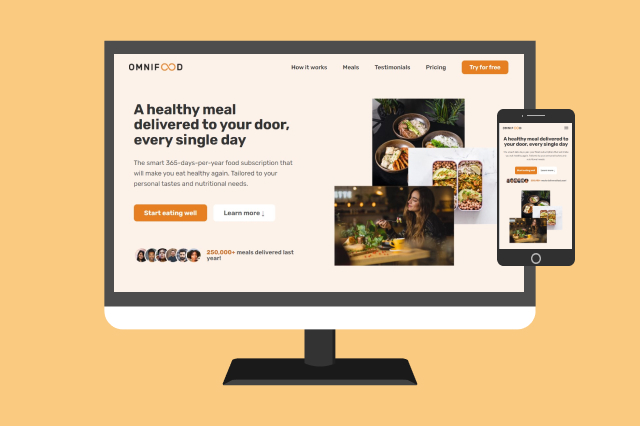 OMNIFOOD
How it works
Meals
Testimonials
Pricing
Try for free
A healthy meal
delivered to your door,
every single day
The smart 365-days-per-year food subscription that
will make you eat healthy again. Tailored to your
personal tastes and nutritional needs.
Start eating well
Learn more ↓
250,000+ meals delivered last
year!
OMNIFOOD
A healthy meal delivered to
your door, every single day